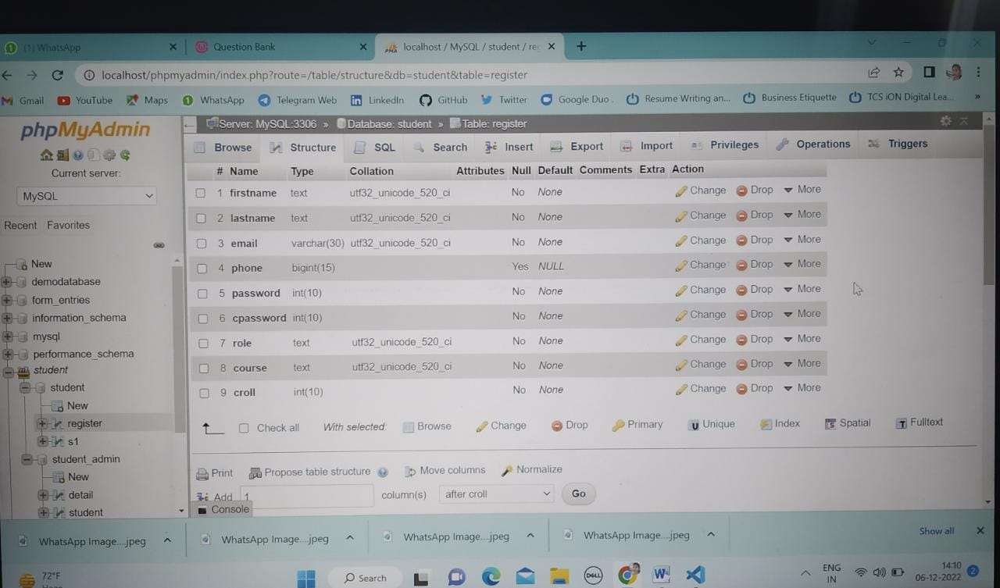 (1) WhatsApp Question Bank localhost / MySQL / student / re
localhost/phpmyadmin/index.php?route=/table/structure&db=student&table=register
Gmail YouTube Maps WhatsApp Telegram Web LinkedIn GitHub Twitter Google Duo . Resume Writing an... Business Etiquette TCS iON Digital Lea... »
phpMyAdmin
Current server:
MySQL
Recent Favorites
New
demodatabase
form_entries
information_schema
mysql
performance_schema
student
student
New
register
s1
student_admin
New
detail
student
Server: MySQL:3306 » Database: student » Table: register
Browse Structure SQL Search Insert Export Import Privileges Operations Triggers
# Name Type Collation Attributes Null Default Comments Extra Action
1 firstname text utf32_unicode_520_ci No None Change Drop More
2 lastname text utf32_unicode_520_ci No None Change Drop More
3 email varchar(30) utf32_unicode_520_ci No None Change Drop More
4 phone bigint(15) Yes NULL Change Drop More
5 password int(10) No None Change Drop More
6 cpassword int(10) No None Change Drop More
7 role text utf32_unicode_520_ci No None Change Drop More
8 course text utf32_unicode_520_ci No None Change Drop More
9 croll int(10) No None Change Drop More
Check all With selected: Browse Change Drop Primary Unique Index Spatial Fulltext
Print Propose table structure Move columns Normalize
Add 1 column(s) after croll Go
Console
WhatsApp Image....jpeg WhatsApp Image....jpeg WhatsApp Image....jpeg WhatsApp Image....jpeg Show all
72°F
Search
DELL
ENG
IN
14:10
06-12-2022
2